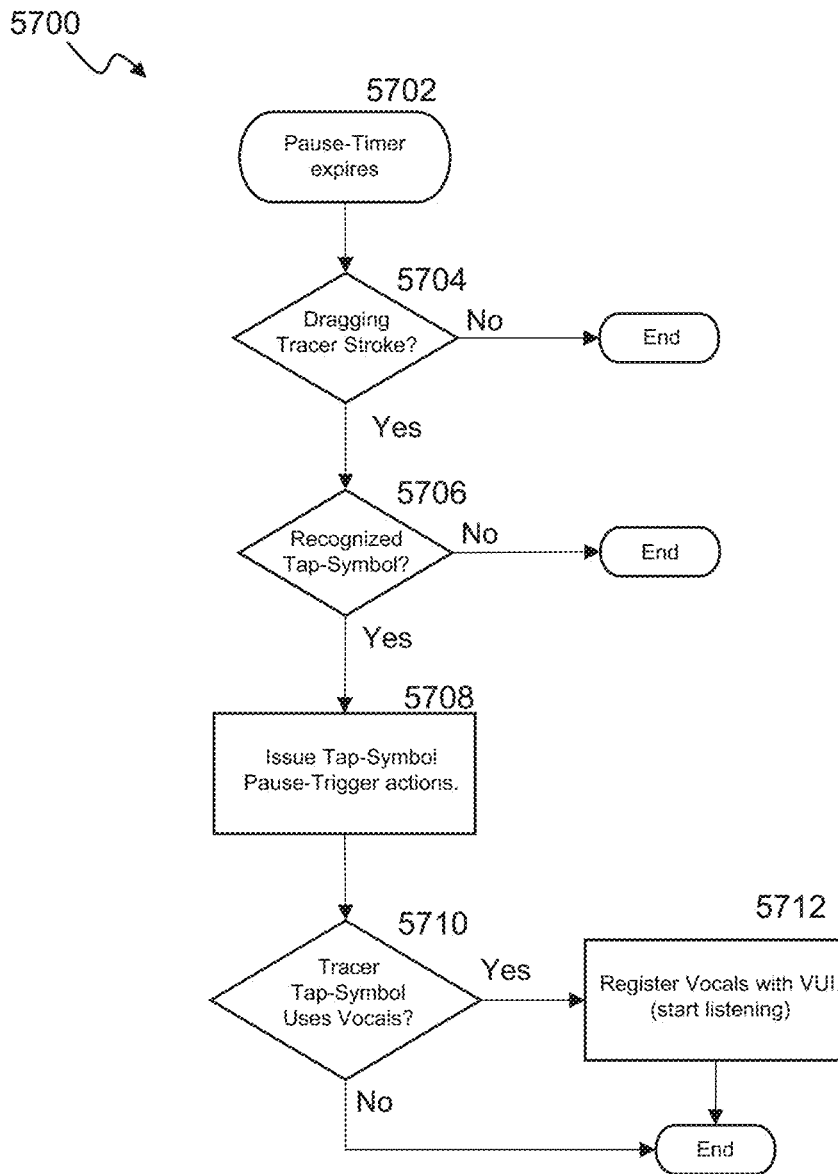 5700
5702
Pause-Timer
expires
5704
Dragging
Tracer Stroke?
No
End
Yes
5706
Recognized
Tap-Symbol?
No
End
Yes
5708
Issue Tap-Symbol
Pause-Trigger actions.
5710
Tracer
Tap-Symbol
Uses Vocals?
Yes
5712
Register Vocals with VUI
(start listening)
No
End